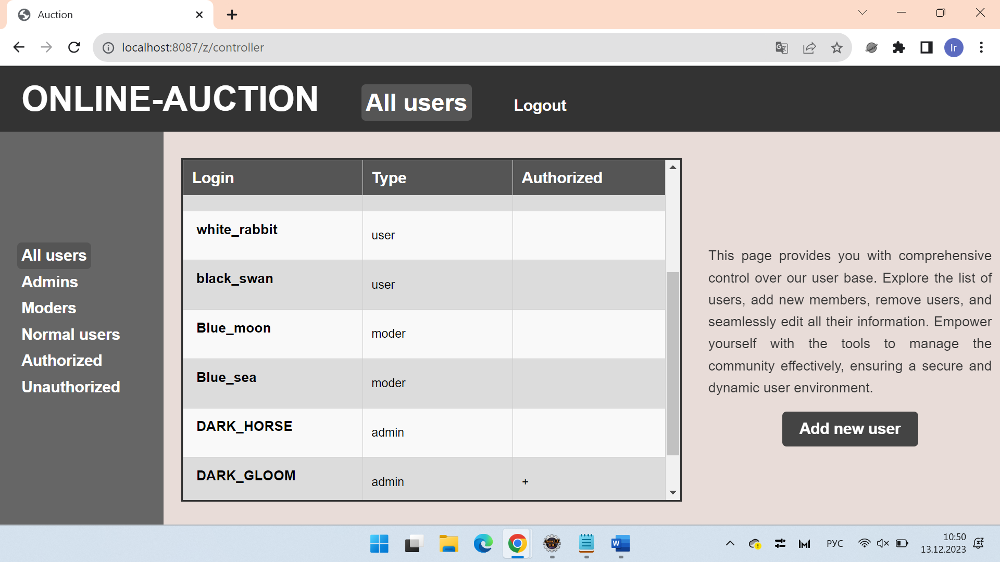 Auction
localhost:8087/z/controller
Ir
ONLINE-AUCTION
All users
Logout
All users
Admins
Moders
Normal users
Authorized
Unauthorized
Login Type Authorized
white_rabbit user
black_swan user
Blue_moon moder
Blue_sea moder
DARK_HORSE admin
DARK_GLOOM admin +
This page provides you with comprehensive
control over our user base. Explore the list of
users, add new members, remove users, and
seamlessly edit all their information. Empower
yourself with the tools to manage the
community effectively, ensuring a secure and
dynamic user environment.
Add new user
Java EE
IDE
W
РУС
10:50
13.12.2023